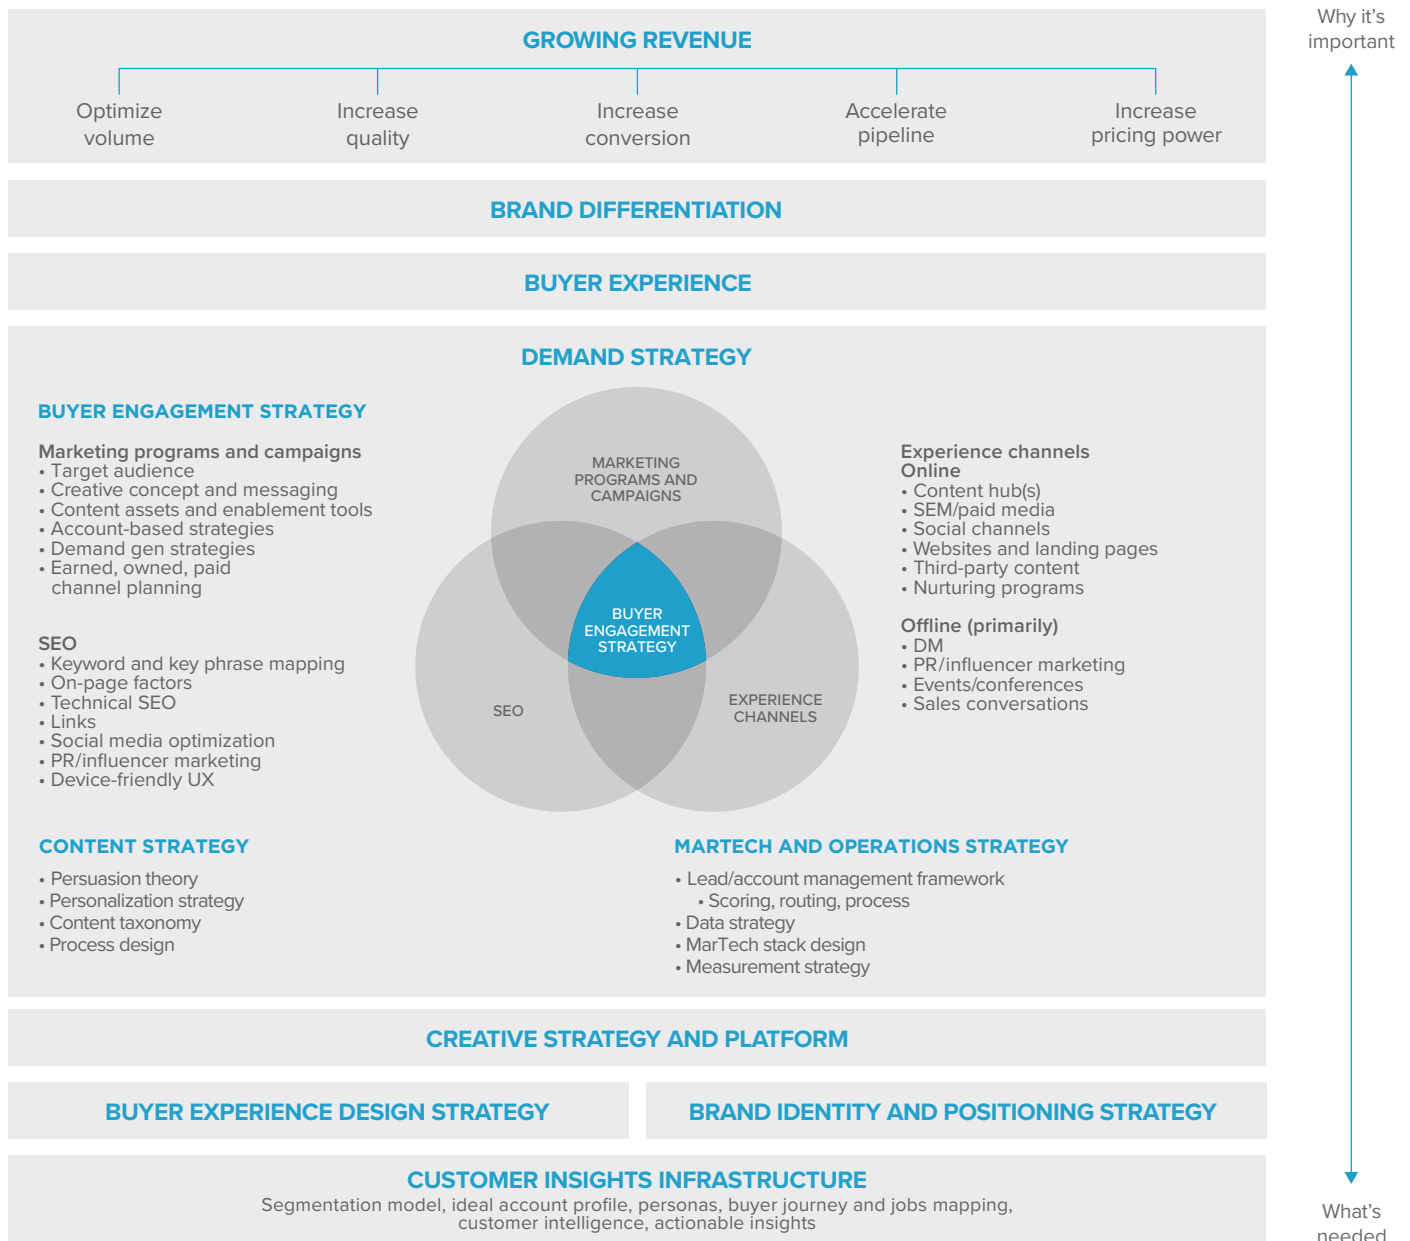 GROWING REVENUE
Optimize
volume
Increase
quality
Increase
conversion
Accelerate
pipeline
Increase
pricing power
Why it's
important
BRAND DIFFERENTIATION
BUYER EXPERIENCE
DEMAND STRATEGY
BUYER ENGAGEMENT STRATEGY
Marketing programs and campaigns
• Target audience
• Creative concept and messaging
• Content assets and enablement tools
• Account-based strategies
• Demand gen strategies
• Earned, owned, paid
channel planning
SEO
• Keyword and key phrase mapping
• On-page factors
• Technical SEO
• Links
• Social media optimization
• PR/influencer marketing
• Device-friendly UX
MARKETING
PROGRAMS AND
CAMPAIGNS
BUYER
ENGAGEMENT
STRATEGY
SEO
EXPERIENCE
CHANNELS
Experience channels
Online
• Content hub(s)
• SEM/paid media
• Social channels
• Websites and landing pages
• Third-party content
• Nurturing programs
Offline (primarily)
• DM
• PR/influencer marketing
• Events/conferences
• Sales conversations
CONTENT STRATEGY
• Persuasion theory
• Personalization strategy
• Content taxonomy
• Process design
MARTECH AND OPERATIONS STRATEGY
• Lead/account management framework
• Scoring, routing, process
• Data strategy
• MarTech stack design
• Measurement strategy
CREATIVE STRATEGY AND PLATFORM
BUYER EXPERIENCE DESIGN STRATEGY
BRAND IDENTITY AND POSITIONING STRATEGY
CUSTOMER INSIGHTS INFRASTRUCTURE
Segmentation model, ideal account profile, personas, buyer journey and jobs mapping,
customer intelligence, actionable insights
What's
needed